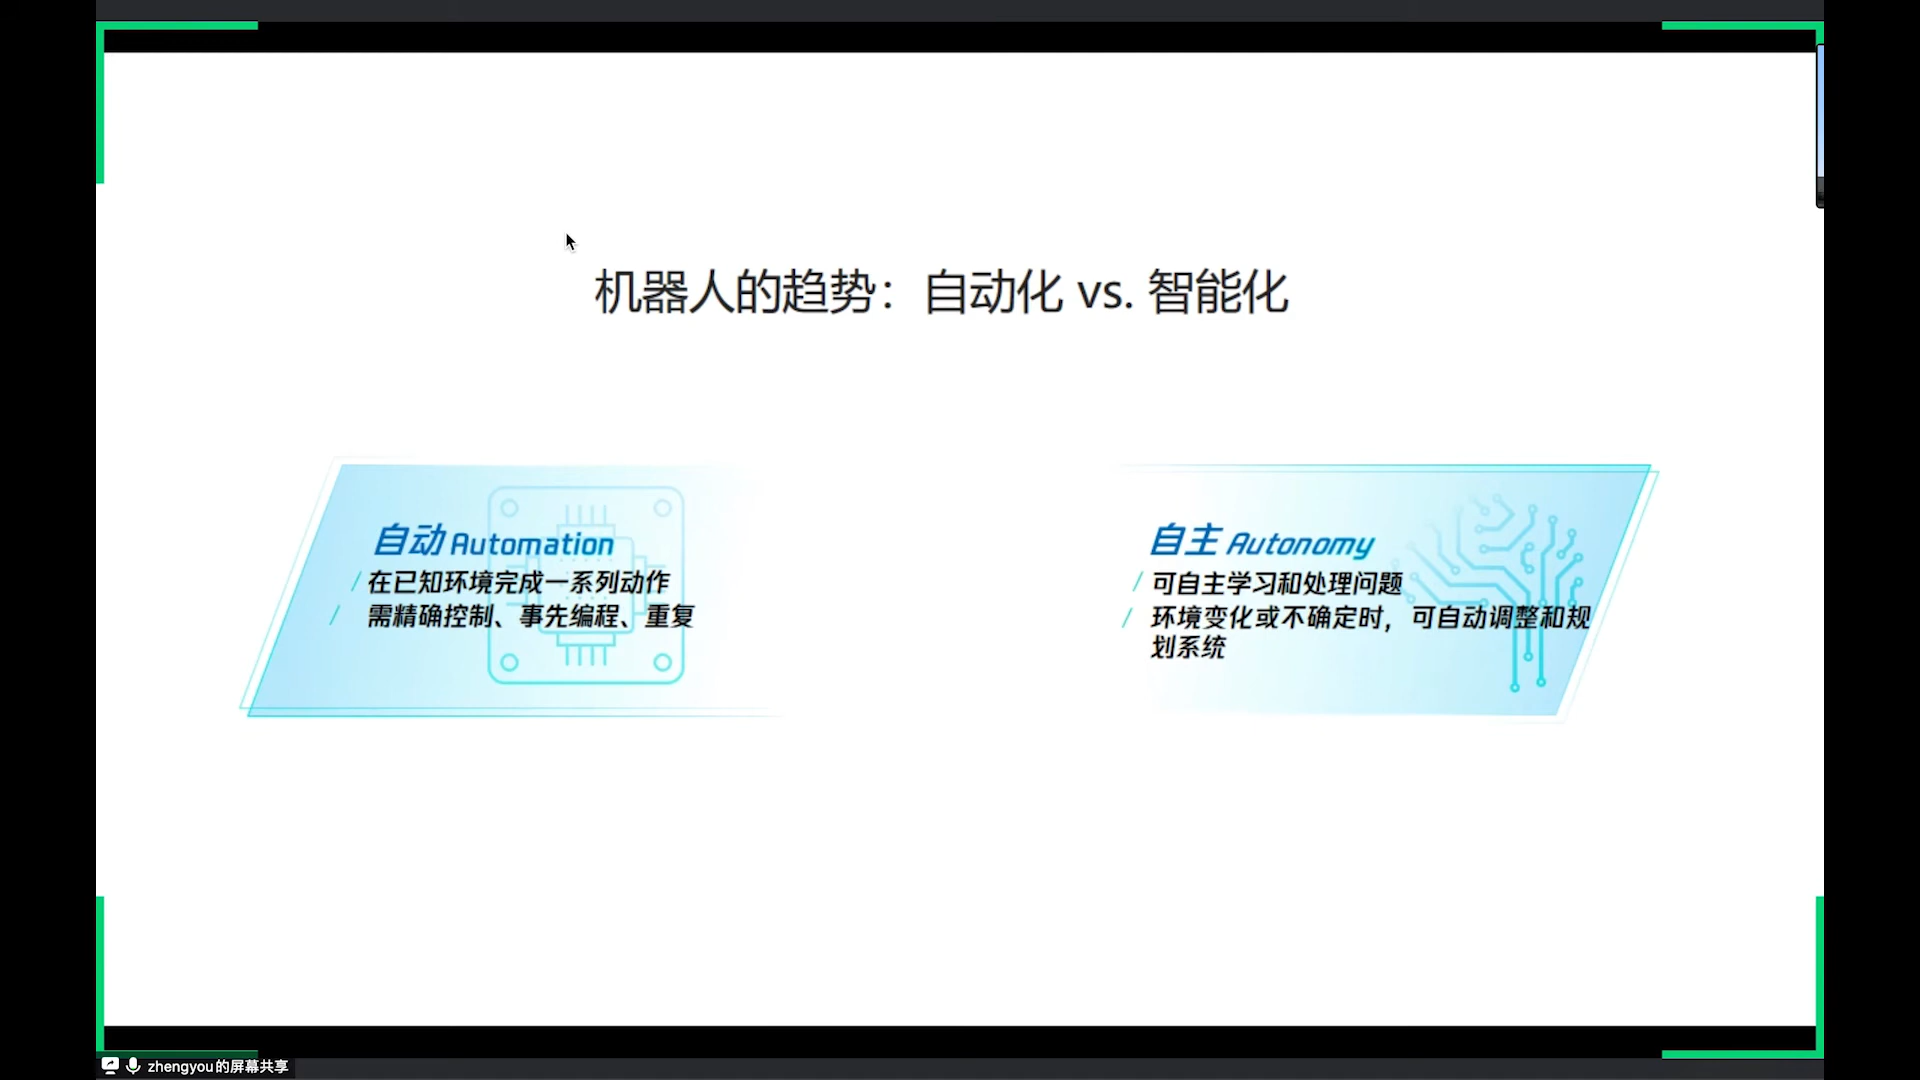 机器人的趋势：自动化 vs. 智能化
自动 Automation
在已知环境完成一系列动作
需精确控制、事先编程、重复
自主 Autonomy
可自主学习和处理问题
环境变化或不确定时，可自动调整和规
划系统
zhengyou的屏幕共享